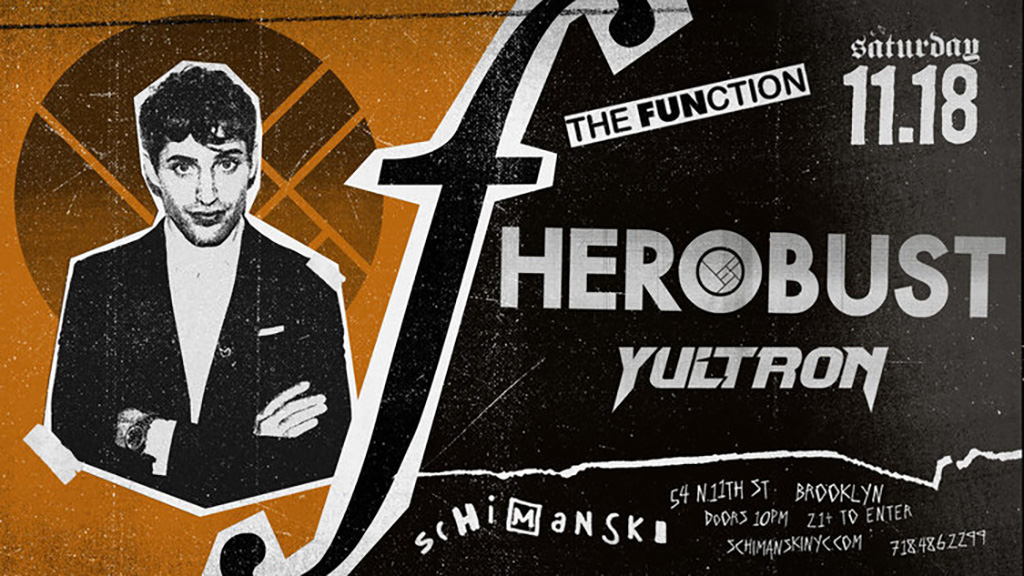 f
THE FUNCTION
saturday
11.18
HEROBUST
YULTRON
SCHiMANSKI
54 N.11TH ST BROOKLYN
DOORS 10PM 21+ TO ENTER
SCHIMANSKINYC.COM 7184862299